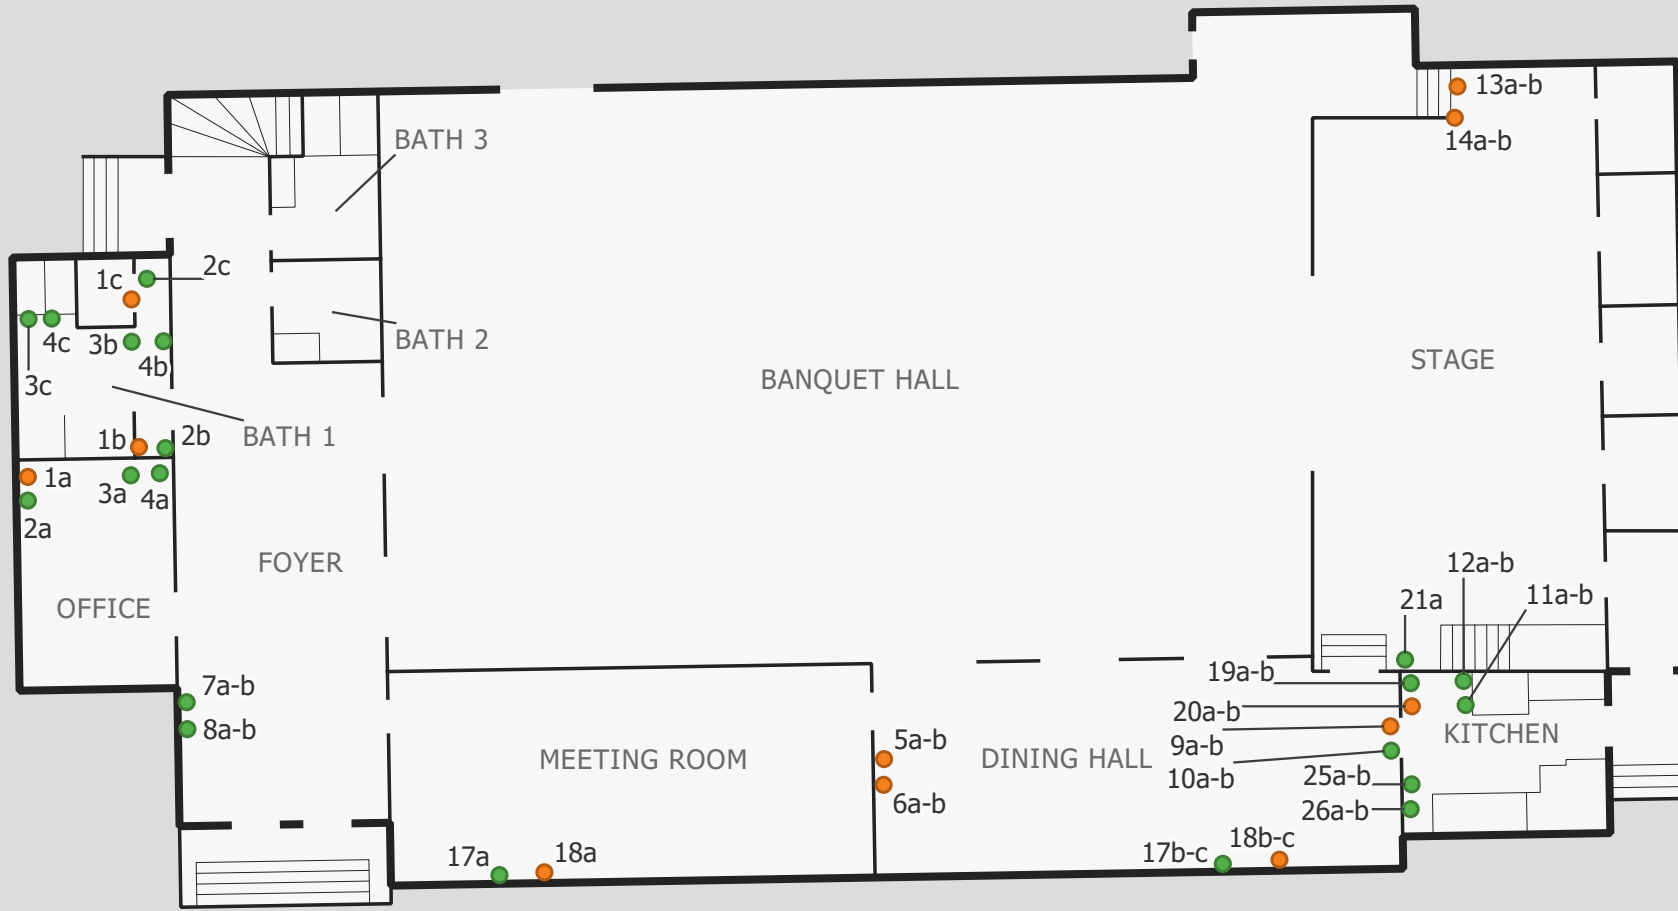 13a-b
14a-b
BATH 3
2c
1c
4c
3b
4b
3c
BATH 2
BATH 1
BANQUET HALL
STAGE
1b
2b
1a
3a
4a
2a
FOYER
OFFICE
12a-b
11a-b
21a
19a-b
20a-b
9a-b
10a-b
KITCHEN
7a-b
8a-b
MEETING ROOM
5a-b
6a-b
DINING HALL
25a-b
26a-b
17a
18a
17b-c
18b-c